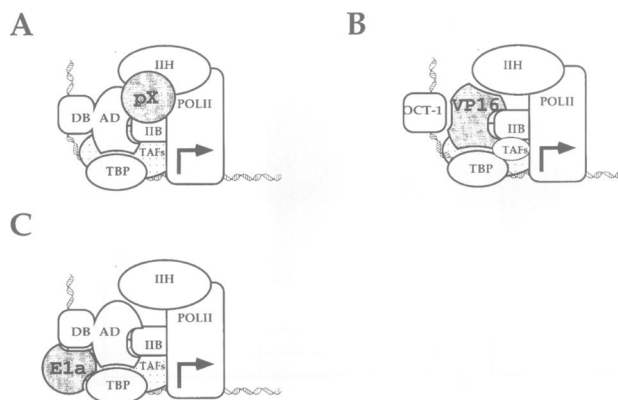 A
IIH
pX
POLII
DB
AD
IIB
TAFs
TBP
B
IIH
OCT-1
VP16
POLII
IIB
TAFs
TBP
C
IIH
POLII
DB
AD
IIB
E1a
TAFs
TBP